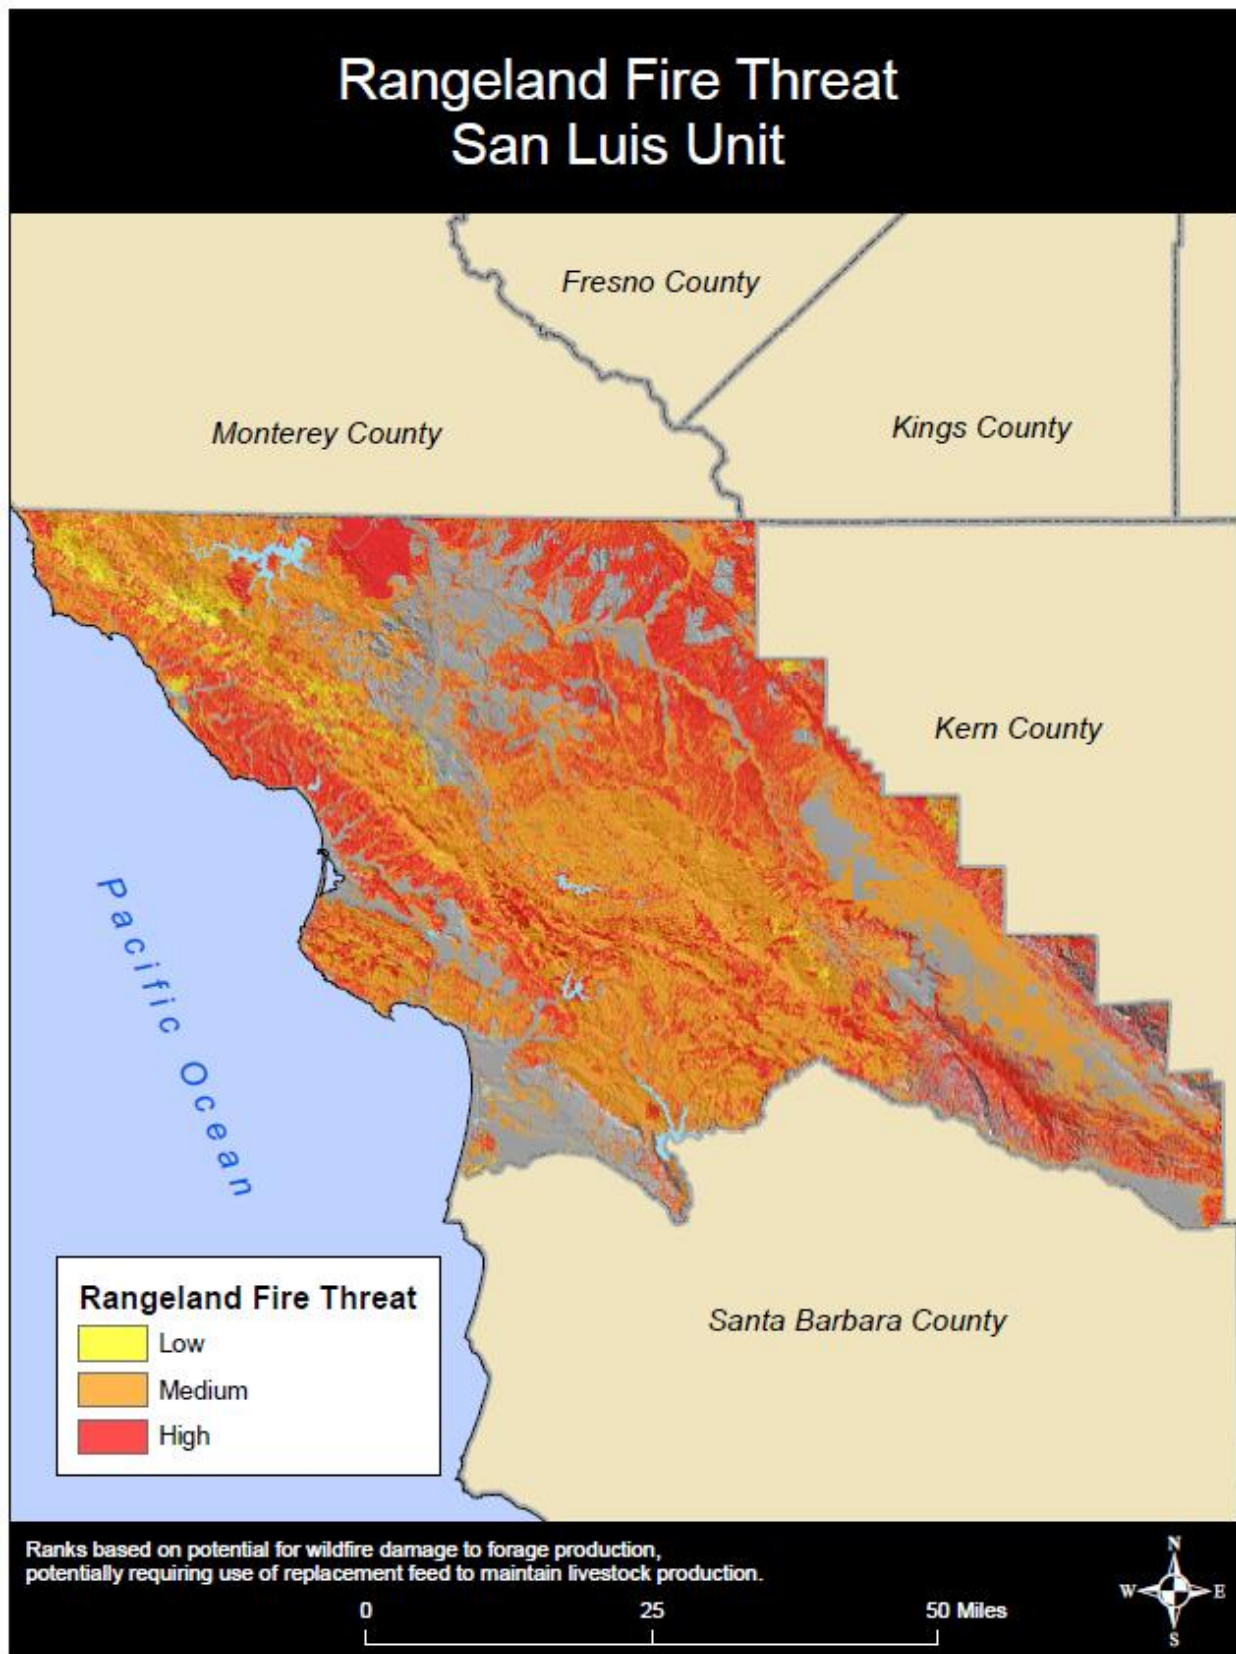 Rangeland Fire Threat
San Luis Unit
Fresno County
Monterey County
Kings County
Kern County
Pacific Ocean
Santa Barbara County
Rangeland Fire Threat
Low
Medium
High
Ranks based on potential for wildfire damage to forage production,
potentially requiring use of replacement feed to maintain livestock production.
0 25 50 Miles
N
W E
S